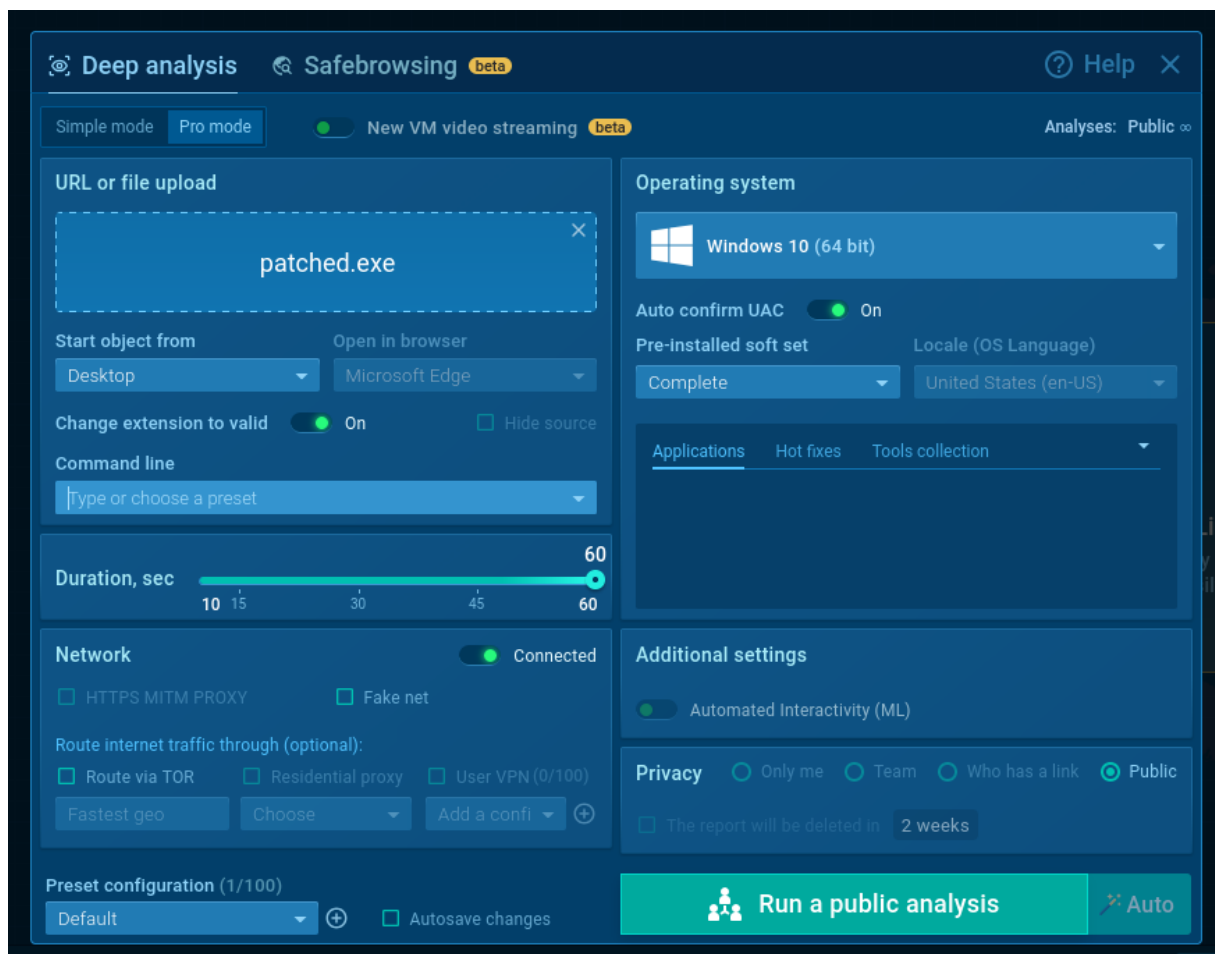 Deep analysis Safebrowsing beta Help
Simple mode Pro mode New VM video streaming beta Analyses: Public ∞
URL or file upload
patched.exe
Start object from Open in browser
Desktop Microsoft Edge
Change extension to valid On Hide source
Command line
Type or choose a preset
Duration, sec
60
10 15 30 45 60
Network Connected
HTTPS MITM PROXY Fake net
Route internet traffic through (optional):
Route via TOR Residential proxy User VPN (0/100)
Fastest geo Choose Add a confi
Preset configuration (1/100)
Default Autosave changes
Operating system
Windows 10 (64 bit)
Auto confirm UAC On
Pre-installed soft set Locale (OS Language)
Complete United States (en-US)
Applications Hot fixes Tools collection
Additional settings
Automated Interactivity (ML)
Privacy Only me Team Who has a link Public
The report will be deleted in 2 weeks
Run a public analysis Auto